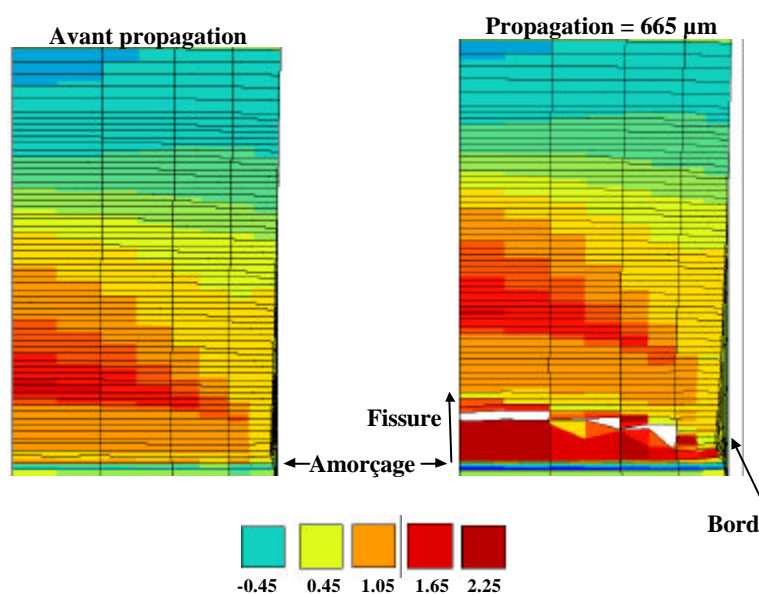 Avant propagation
Propagation = 665 µm
Fissure
Amorçage
Bord
-0.45 0.45 1.05 1.65 2.25